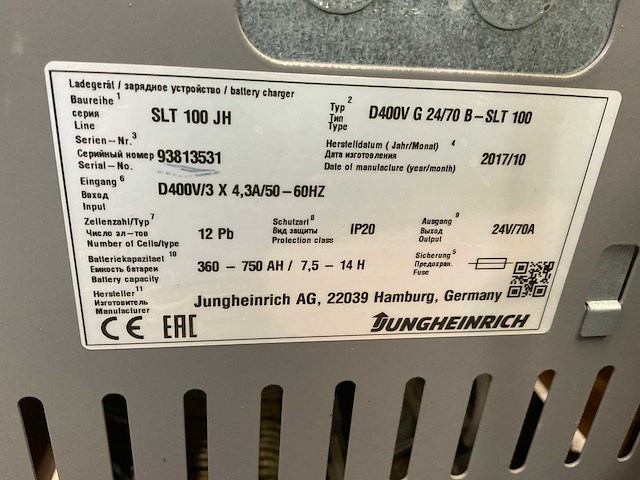 Ladegerät / зарядное устройство / battery charger
Baureihe 1
серия
Line
SLT 100 JH
Typ 2
Тип
Type
D400V G 24/70 B-SLT 100
Serien-Nr. 3
Серийный номер
Serial-No.
93813531
Herstelldatum ( Jahr/Monat) 4
Дата изготовления
Date of manufacture (year/month)
2017/10
Eingang 6
Вход
Input
D400V/3 X 4,3A/50-60HZ
Zellenzahl/Typ 7
Число эл-тов
Number of Cells/type
12 Pb
Schutzart 8
Вид защиты
Protection class
IP20
Ausgang 9
Выход
Output
24V/70A
Batteriekapazitaet 10
Емкость батареи
Battery capacity
360 - 750 AH / 7,5 - 14 H
Sicherung 5
Предохран.
Fuse
Hersteller 11
Изготовитель
Manufacturer
Jungheinrich AG, 22039 Hamburg, Germany
CE EAC
JUNGHEINRICH